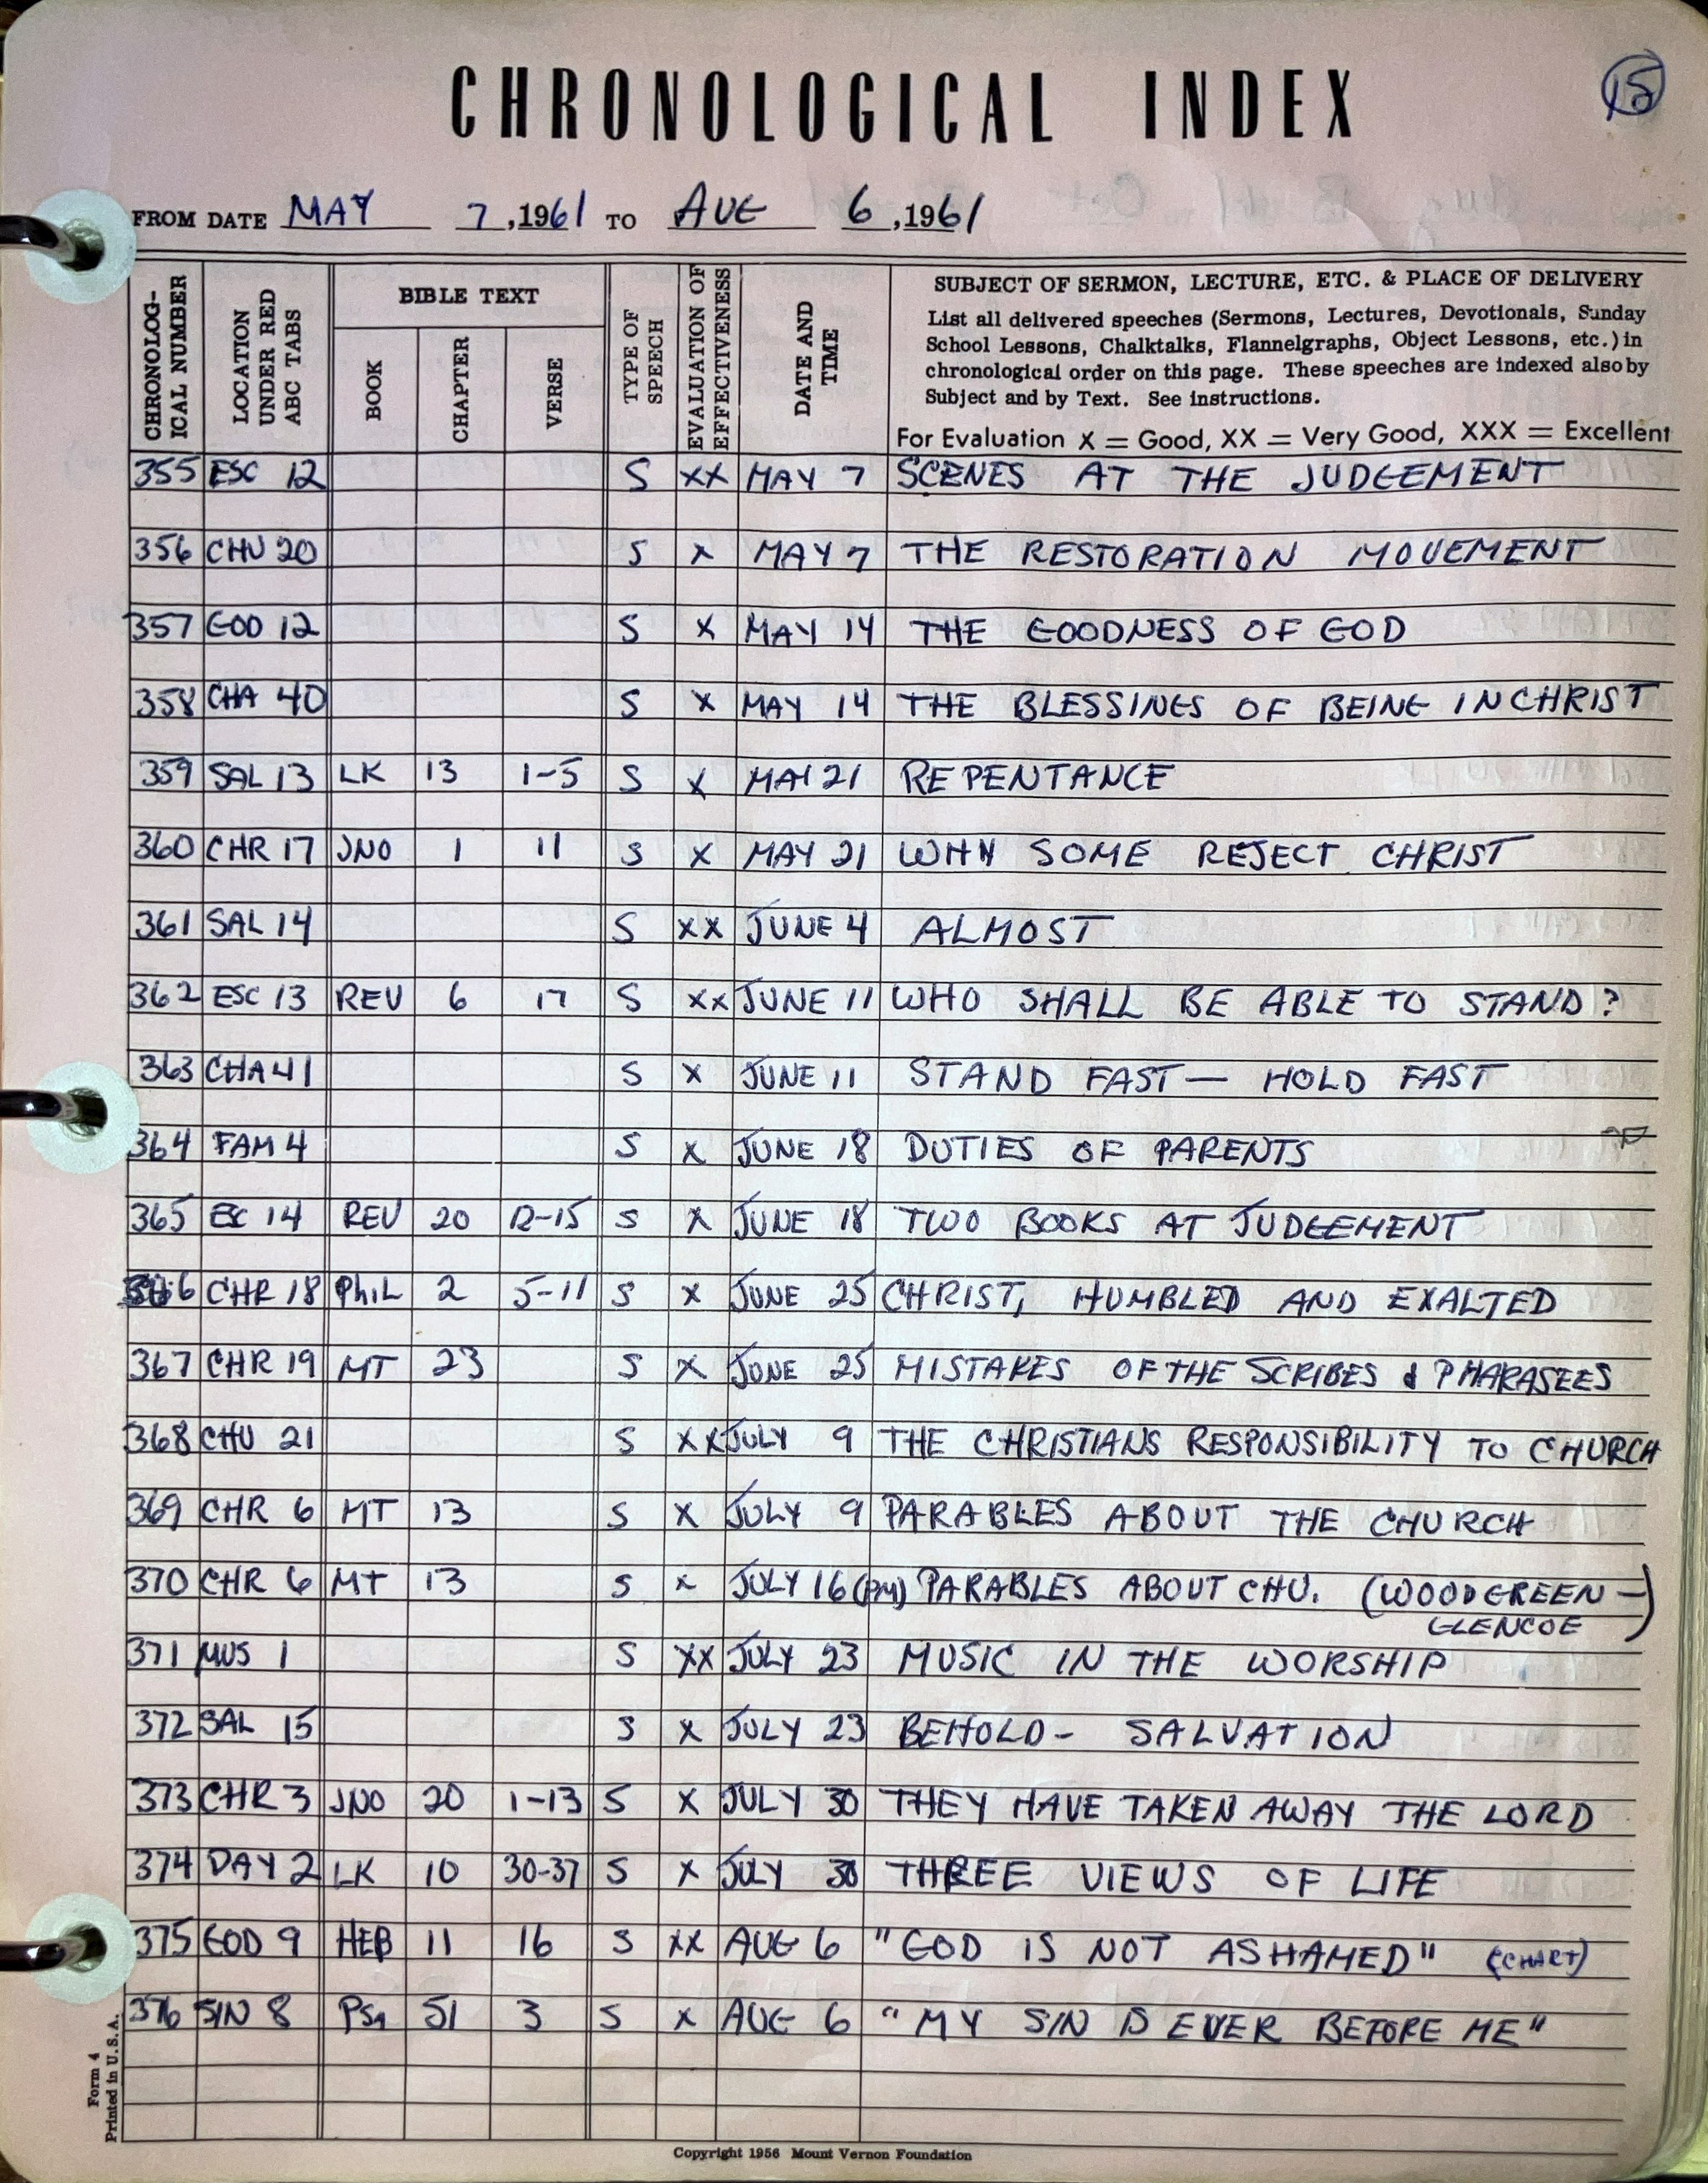 15
CHRONOLOGICAL INDEX
FROM DATE MAY 7, 1961 TO AUG 6, 1961
CHRONOLOG-ICAL NUMBER
LOCATION UNDER RED ABC TABS
BIBLE TEXT
BOOK
CHAPTER
VERSE
TYPE OF SPEECH
EVALUATION OF EFFECTIVENESS
DATE AND TIME
SUBJECT OF SERMON, LECTURE, ETC. & PLACE OF DELIVERY
List all delivered speeches (Sermons, Lectures, Devotionals, Sunday
School Lessons, Chalktalks, Flannelgraphs, Object Lessons, etc.) in
chronological order on this page. These speeches are indexed also by
Subject and by Text. See instructions.
For Evaluation X = Good, XX = Very Good, XXX = Excellent
355 ESC 12 S XX MAY 7 SCENES AT THE JUDGEMENT
356 CHU 20 S X MAY 7 THE RESTORATION MOVEMENT
357 GOD 12 S X MAY 14 THE GOODNESS OF GOD
358 CHA 40 S X MAY 14 THE BLESSINGS OF BEING IN CHRIST
359 SAL 13 LK 13 1-5 S X MAY 21 REPENTANCE
360 CHR 17 JNO 1 11 S X MAY 21 WHY SOME REJECT CHRIST
361 SAL 14 S XX JUNE 4 ALMOST
362 ESC 13 REV 6 17 S XX JUNE 11 WHO SHALL BE ABLE TO STAND?
363 CHA 41 S X JUNE 11 STAND FAST — HOLD FAST
364 FAM 4 S X JUNE 18 DUTIES OF PARENTS
365 EC 14 REV 20 12-15 S X JUNE 18 TWO BOOKS AT JUDGEMENT
366 CHR 18 PHIL 2 5-11 S X JUNE 25 CHRIST, HUMBLED AND EXALTED
367 CHR 19 MT 23 S X JUNE 25 MISTAKES OF THE SCRIBES & PHARASEES
368 CHU 21 S XX JULY 9 THE CHRISTIANS RESPONSIBILITY TO CHURCH
369 CHR 6 MT 13 S X JULY 9 PARABLES ABOUT THE CHURCH
370 CHR 6 MT 13 S X JULY 16 (PM) PARABLES ABOUT CHU. (WOODGREEN —
GLENCOE)
371 MUS 1 S XX JULY 23 MUSIC IN THE WORSHIP
372 SAL 15 S X JULY 23 BEHOLD - SALVATION
373 CHR 3 JNO 20 1-13 S X JULY 30 THEY HAVE TAKEN AWAY THE LORD
374 DAY 2 LK 10 30-37 S X JULY 30 THREE VIEWS OF LIFE
375 GOD 9 HEB 11 16 S XX AUG 6 "GOD IS NOT ASHAMED" (CHART)
376 SIN 8 PSA 51 3 S X AUG 6 "MY SIN IS EVER BEFORE ME"
Form 4
Printed in U.S.A.
Copyright 1956 Mount Vernon Foundation